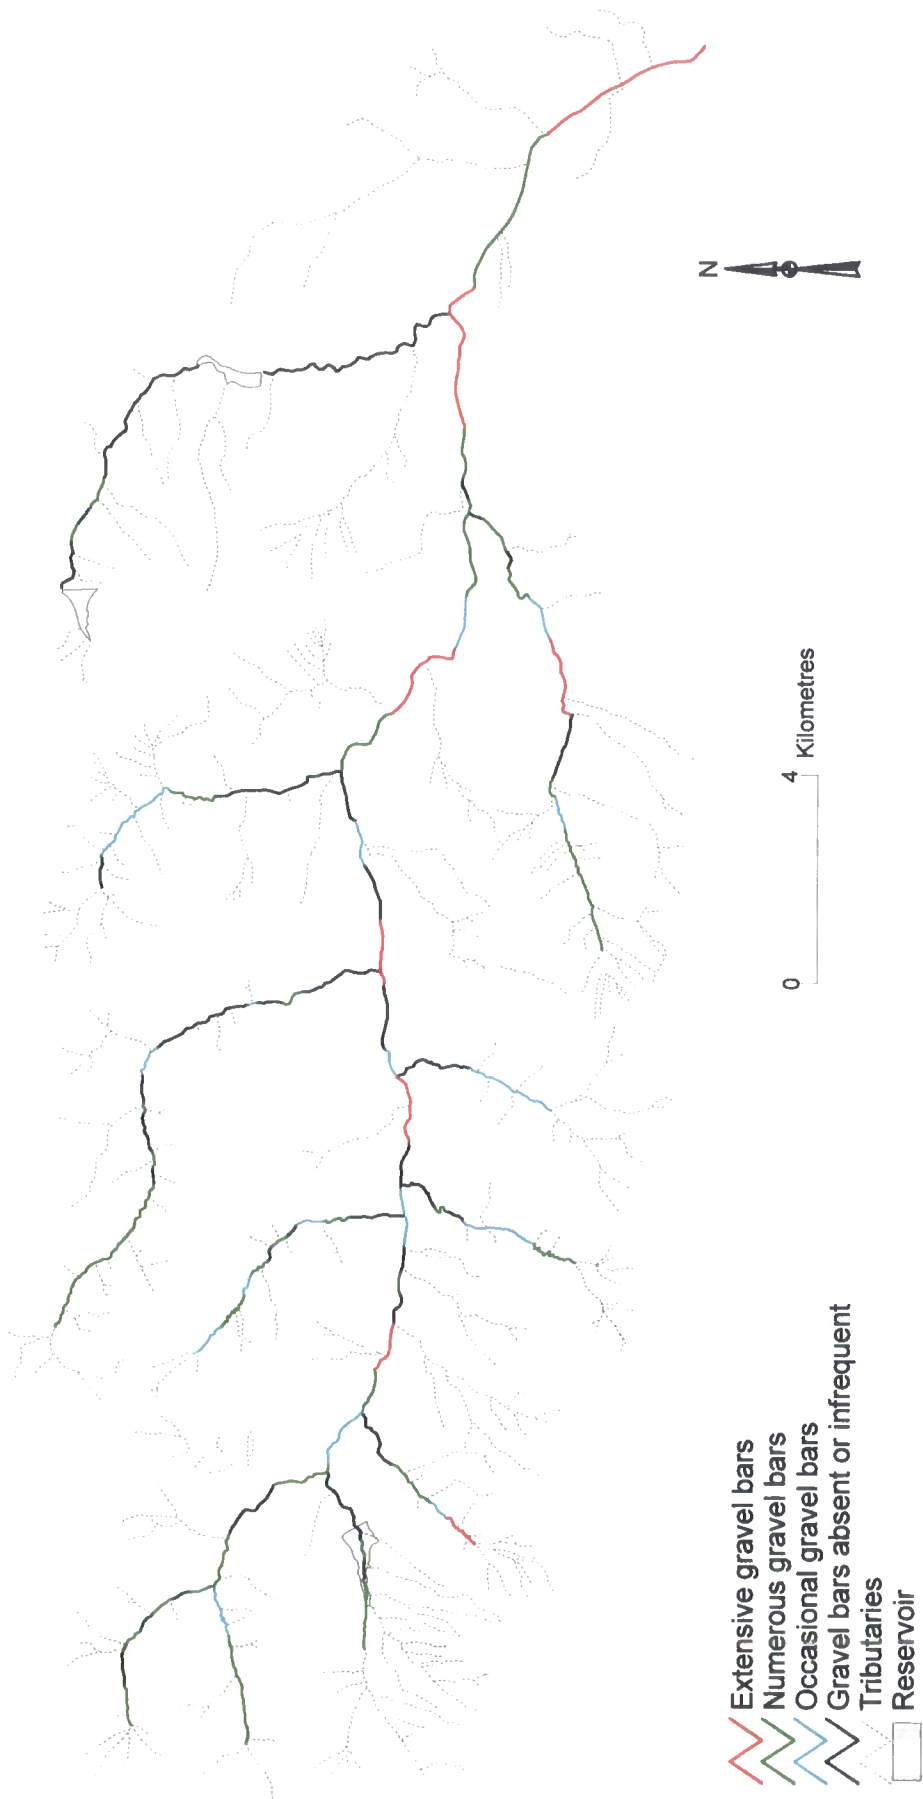 N
0 4 Kilometres
Extensive gravel bars
Numerous gravel bars
Occasional gravel bars
Gravel bars absent or infrequent
Tributaries
Reservoir